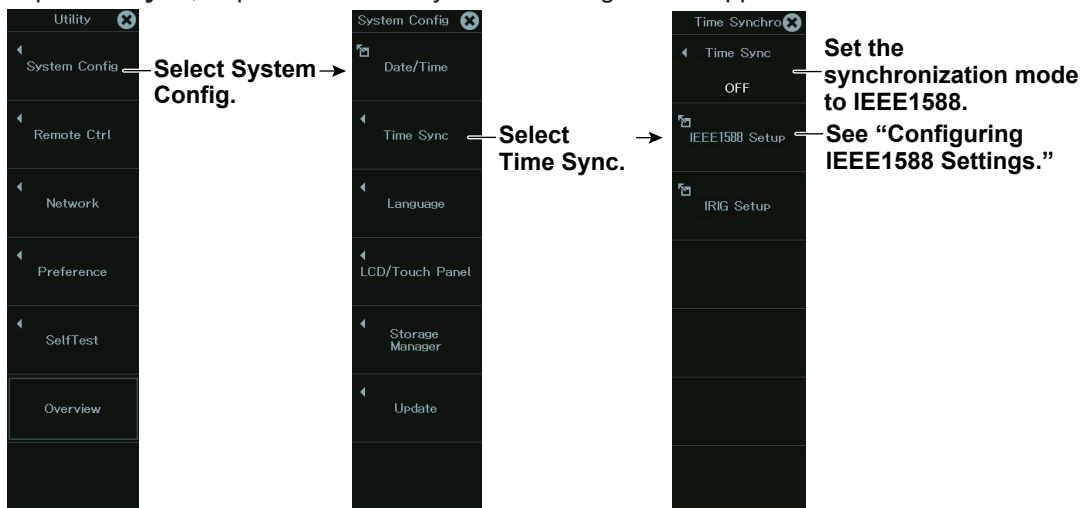 Utility
System Config
Remote Ctrl
Network
Preference
SelfTest
Overview
Select System
Config.
System Config
Date/Time
Time Sync
Language
LCD/Touch Panel
Storage
Manager
Update
Select
Time Sync.
Time Synchro
Time Sync
OFF
IEEE1588 Setup
IRIG Setup
Set the
synchronization mode
to IEEE1588.
See “Configuring
IEEE1588 Settings.”